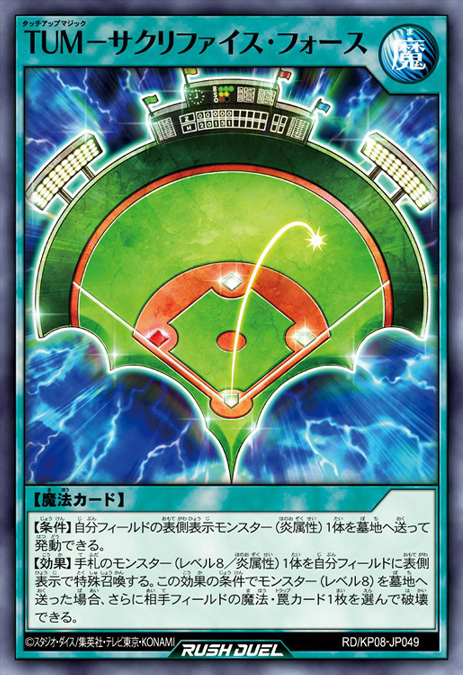 タッチアップマジック
TUM-サクリファイス・フォース
魔
ま
【魔法カード】
【条件】自分フィールドの表側表示モンスター(炎属性)1体を墓地へ送って
発動できる。
【効果】手札のモンスター(レベル8/炎属性)1体を自分フィールドに表側
表示で特殊召喚する。この効果の条件でモンスター(レベル8)を墓地へ
送った場合、さらに相手フィールドの魔法・罠カード1枚を選んで破壊
できる。
©スタジオ・ダイス/集英社・テレビ東京・KONAMI
RUSH DUEL
RD/KP08-JP049